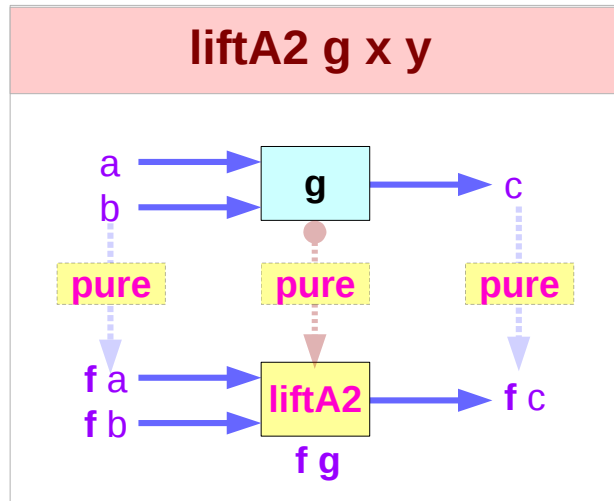 liftA2 g x y
a
b
g
c
pure pure pure
f a
f b
liftA2
f c
f g